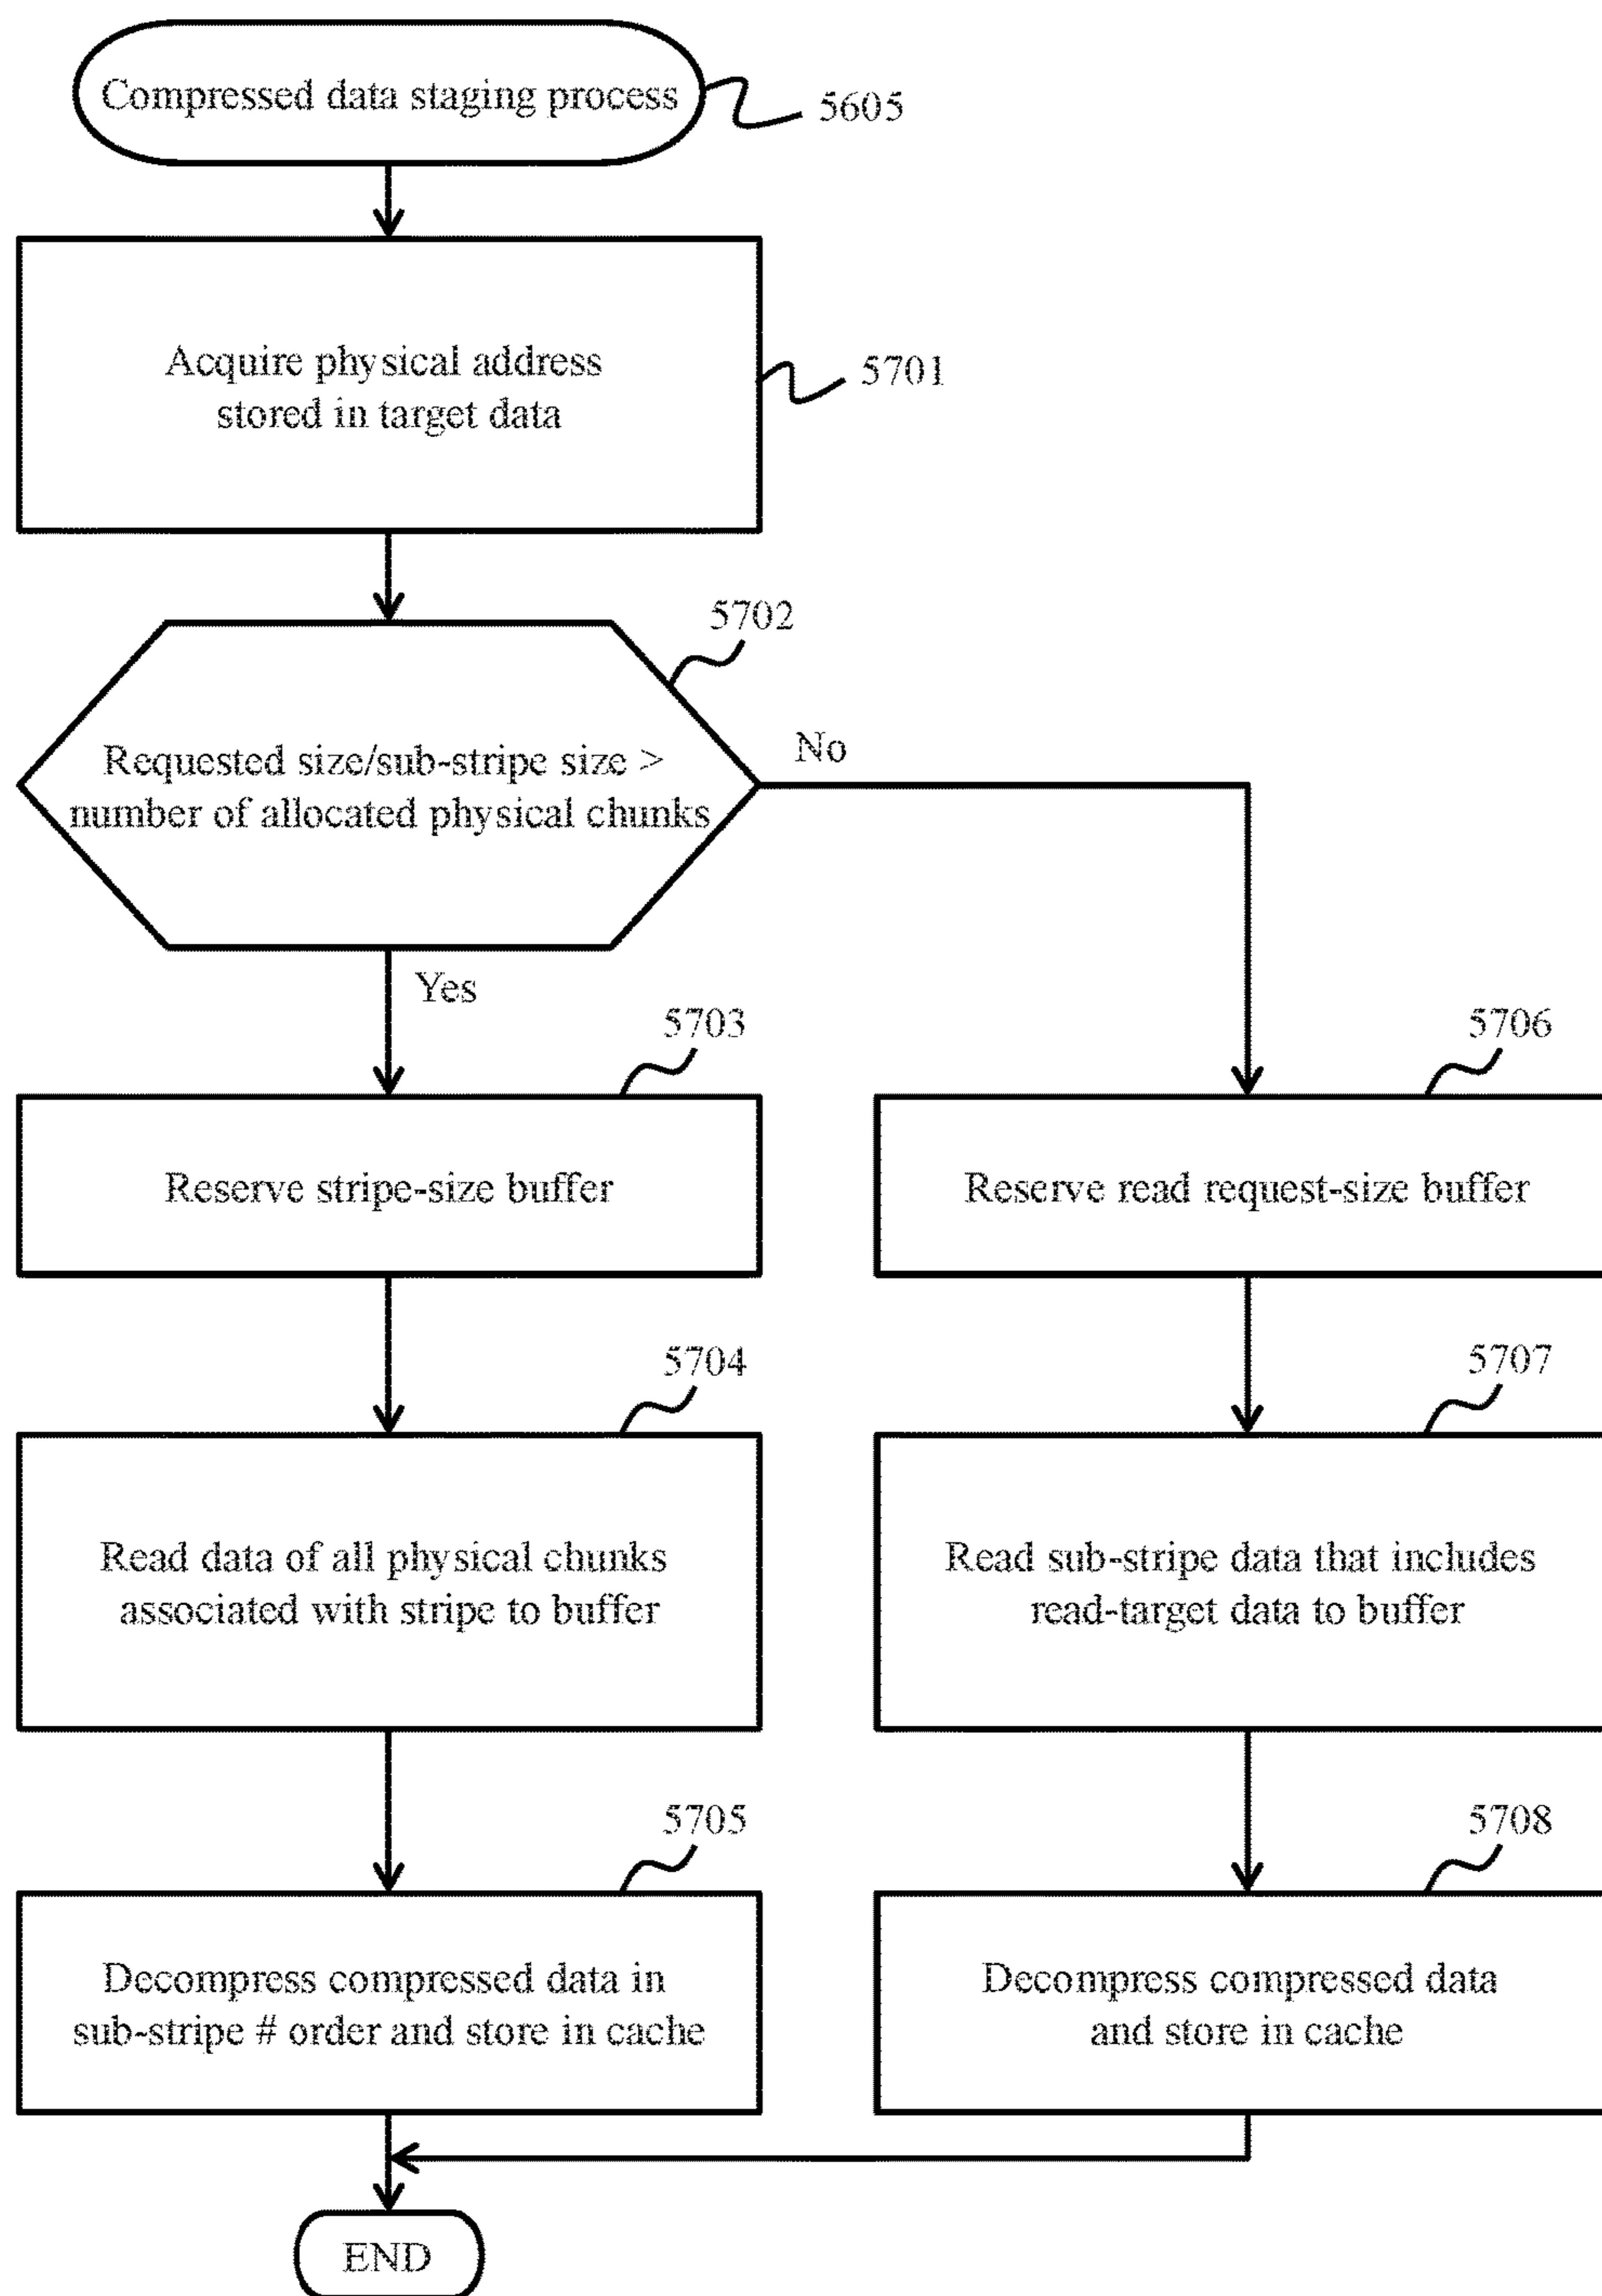 Compressed data staging process
5605
Acquire physical address
stored in target data
5701
5702
Requested size/sub-stripe size >
number of allocated physical chunks
No
Yes
5703
Reserve stripe-size buffer
5706
Reserve read request-size buffer
5704
Read data of all physical chunks
associated with stripe to buffer
5707
Read sub-stripe data that includes
read-target data to buffer
5705
Decompress compressed data in
sub-stripe # order and store in cache
5708
Decompress compressed data
and store in cache
END